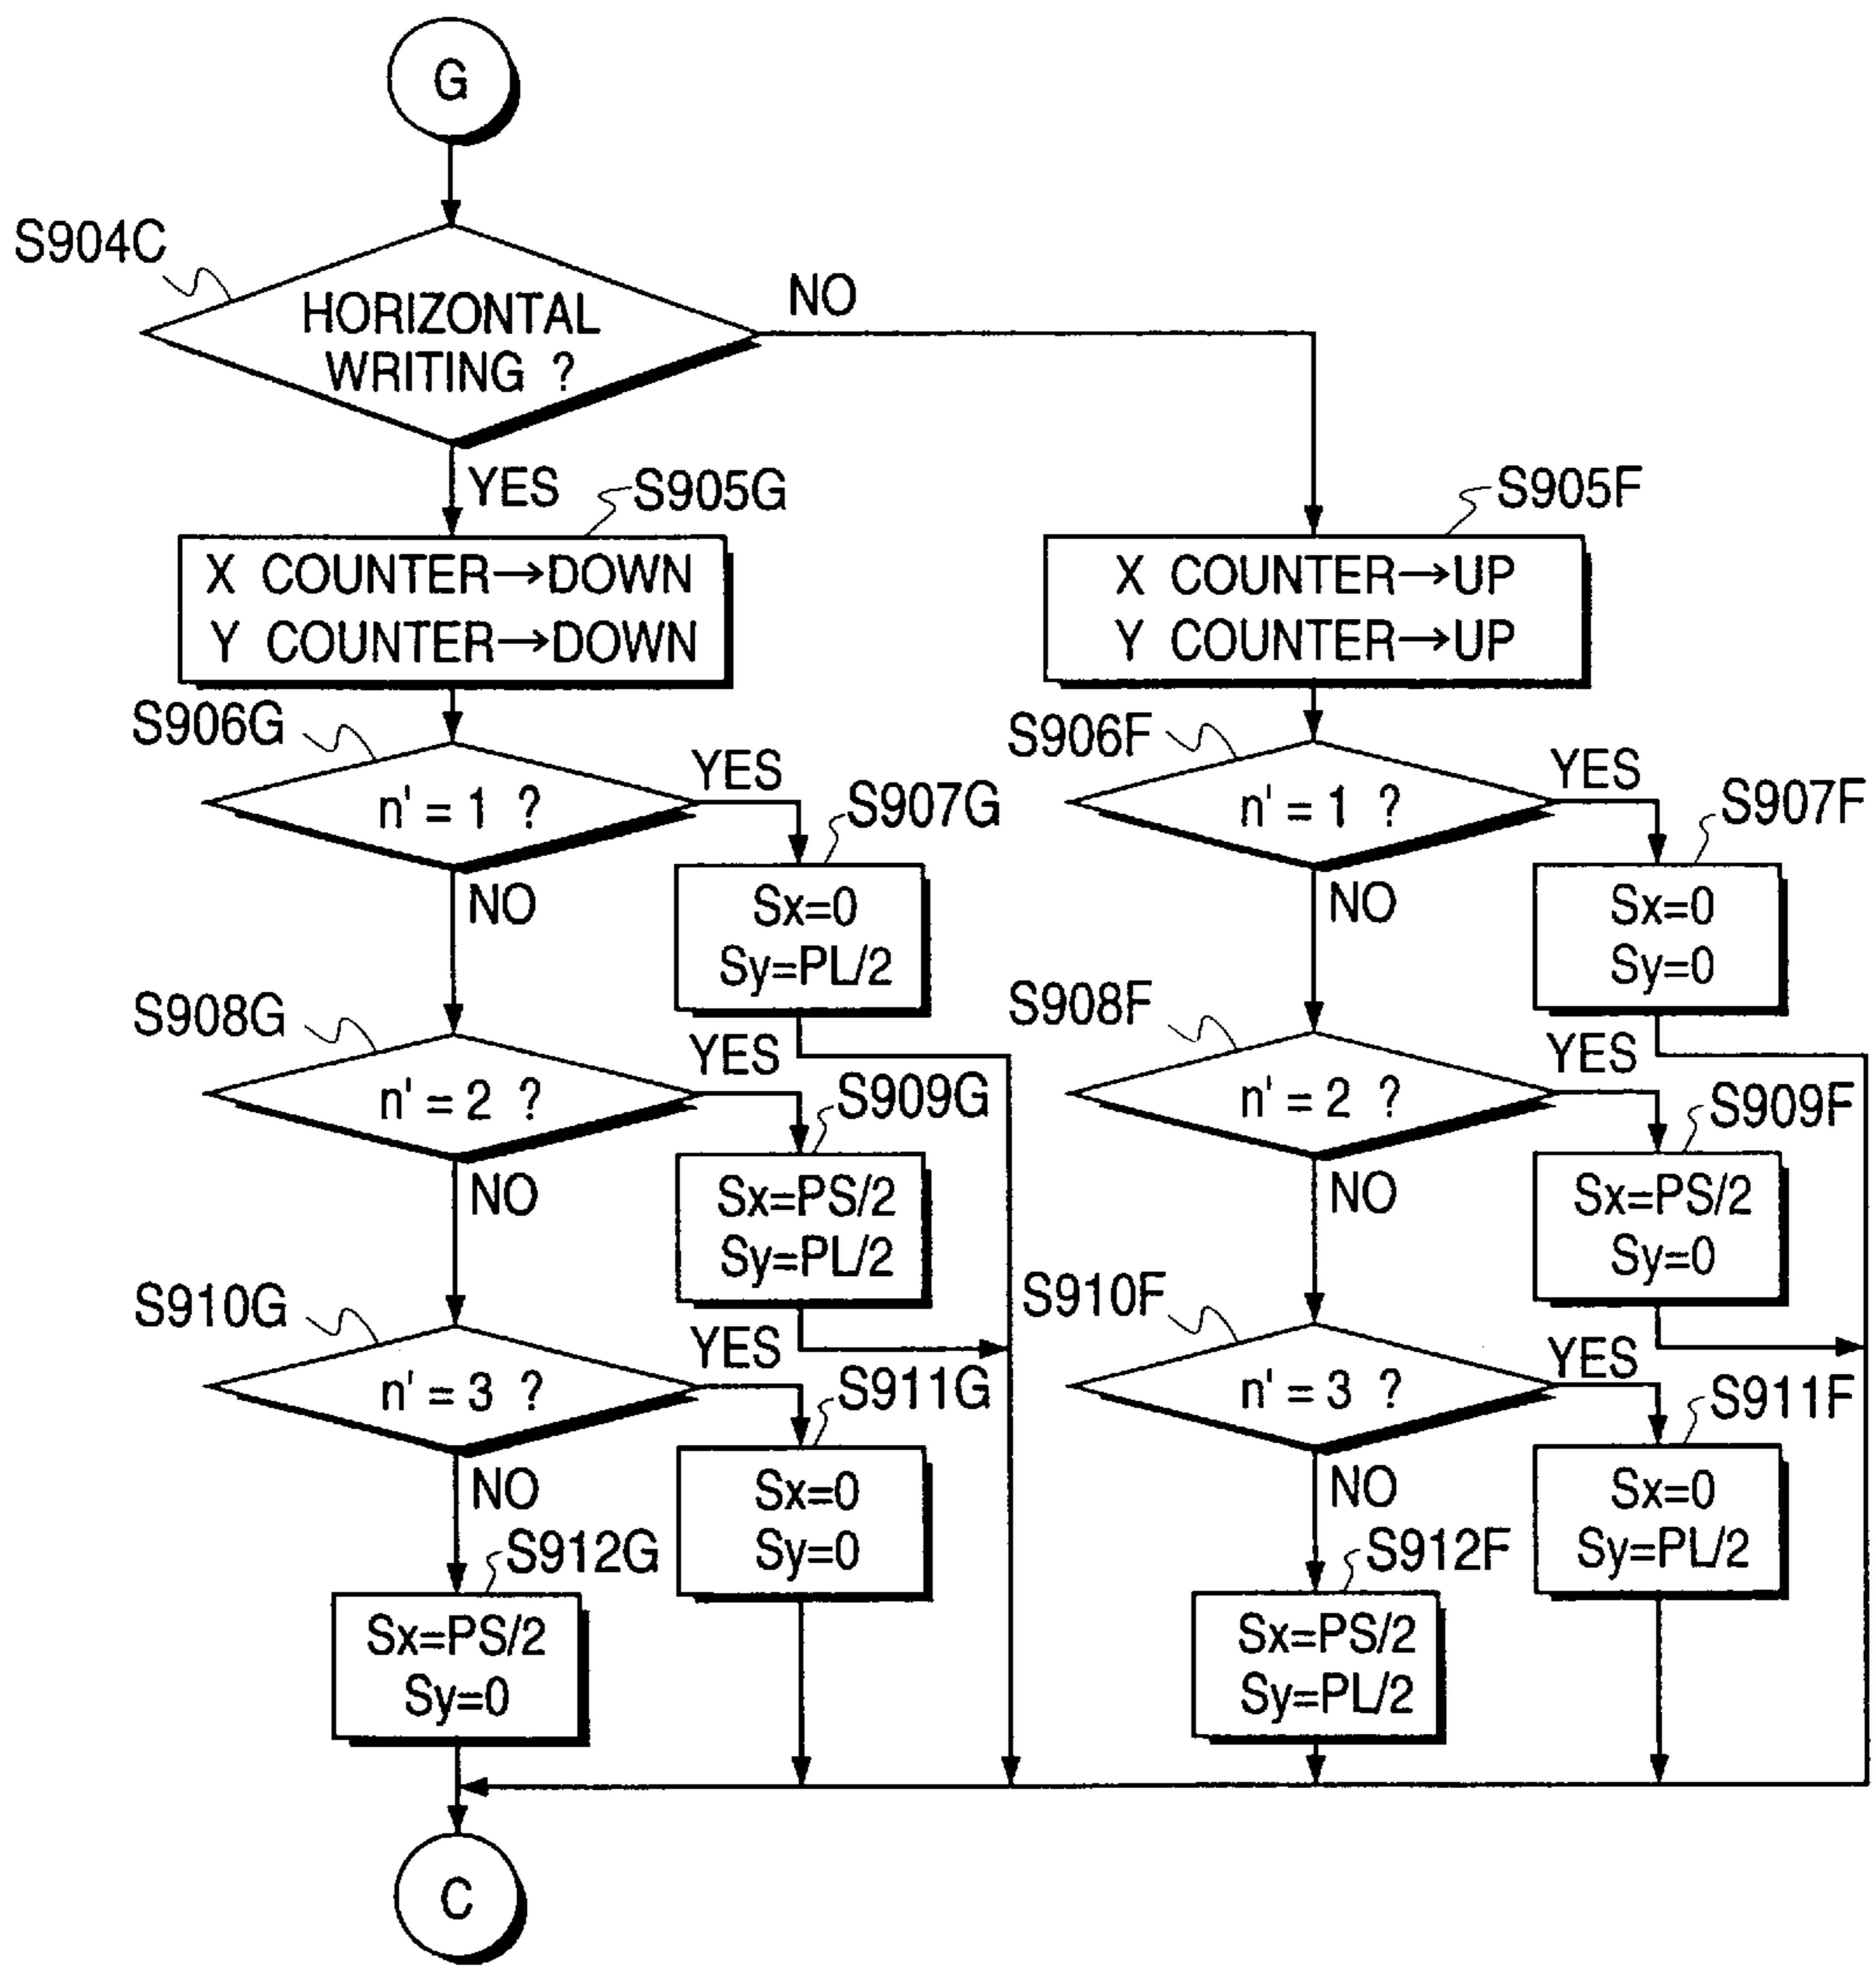 G
S904C
HORIZONTAL
WRITING ?
NO
YES
S905G
X COUNTER→DOWN
Y COUNTER→DOWN
S905F
X COUNTER→UP
Y COUNTER→UP
S906G
n' = 1 ?
YES
NO
S907G
Sx=0
Sy=PL/2
S906F
n' = 1 ?
YES
NO
S907F
Sx=0
Sy=0
S908G
n' = 2 ?
YES
NO
S909G
Sx=PS/2
Sy=PL/2
S908F
n' = 2 ?
YES
NO
S909F
Sx=PS/2
Sy=0
S910G
n' = 3 ?
YES
NO
S911G
Sx=0
Sy=0
S910F
n' = 3 ?
YES
NO
S911F
Sx=0
Sy=PL/2
S912G
Sx=PS/2
Sy=0
S912F
Sx=PS/2
Sy=PL/2
C